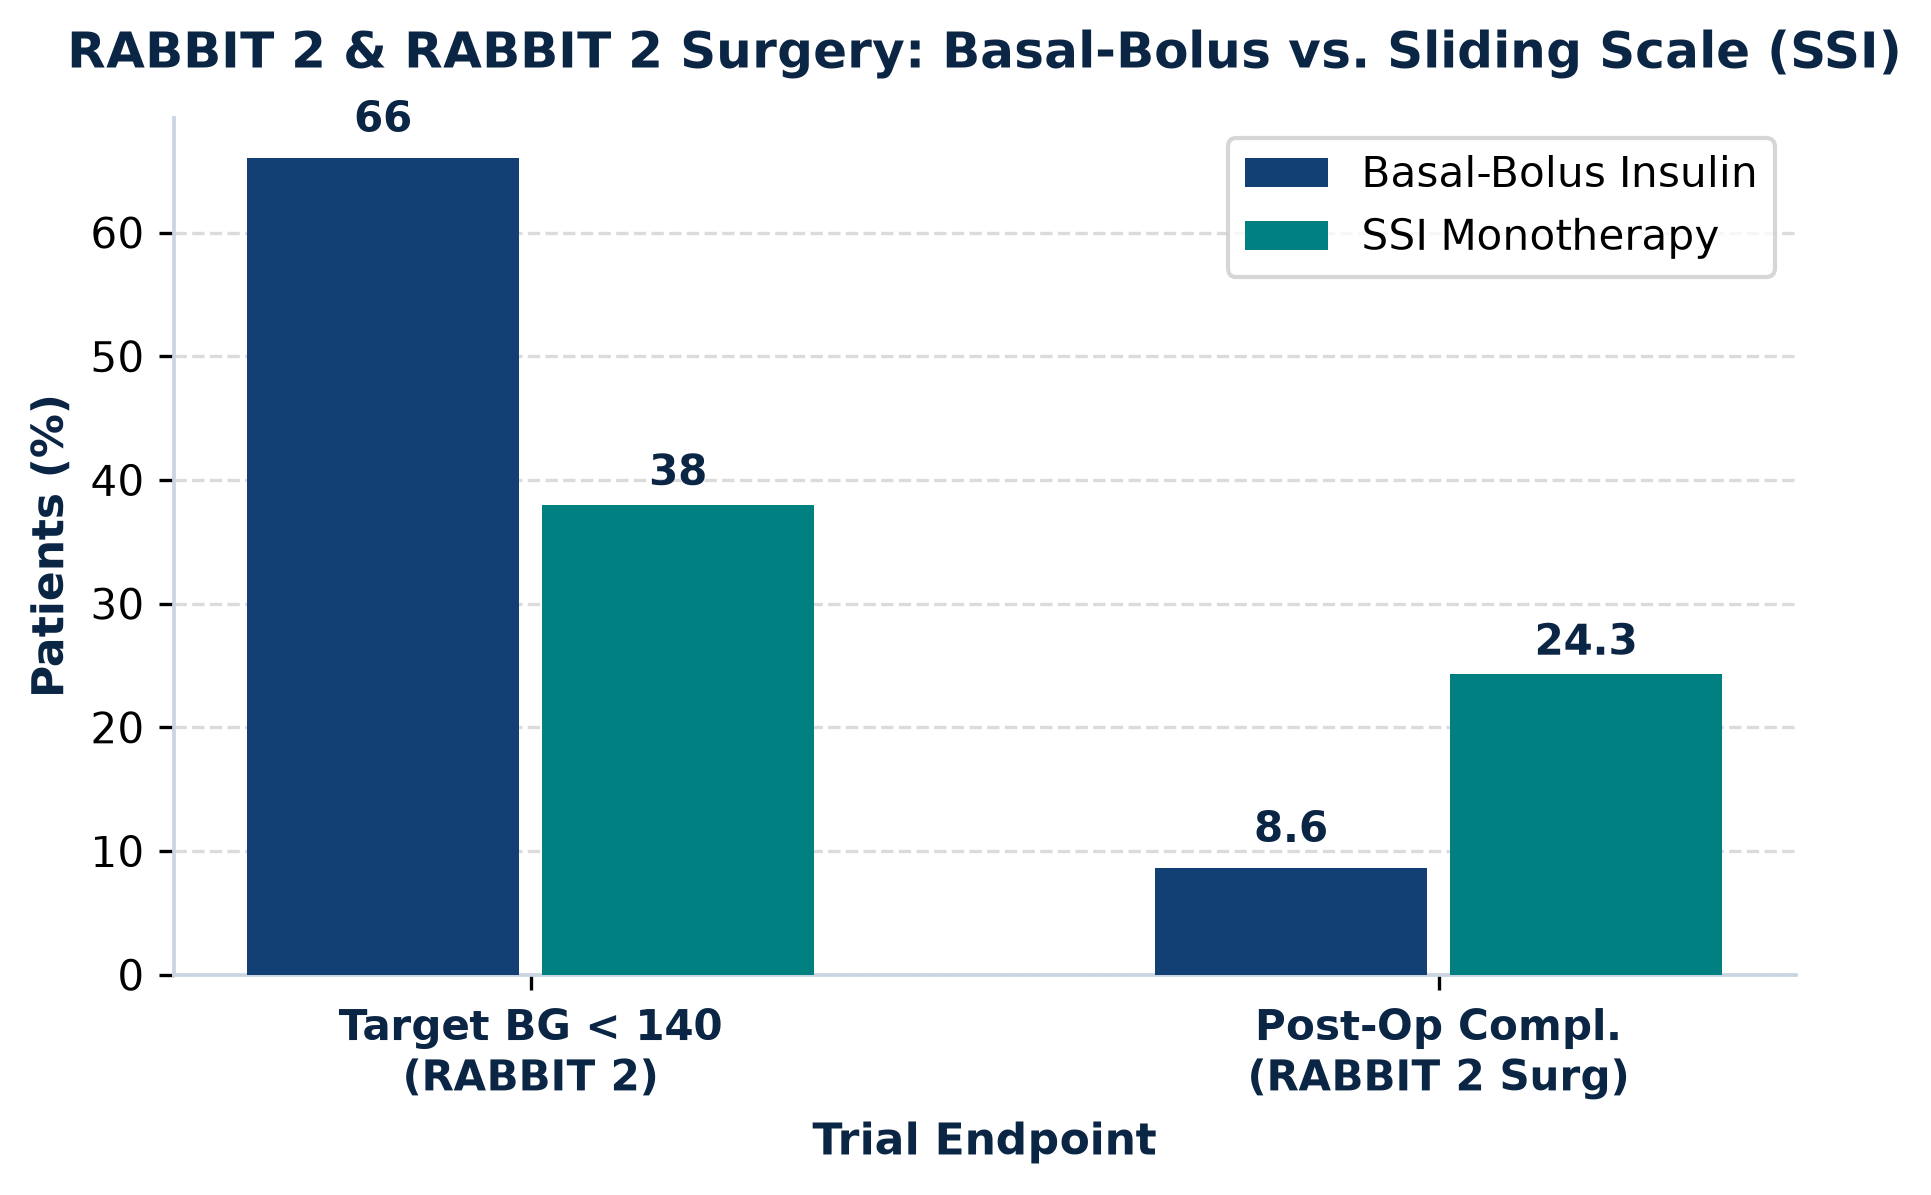 RABBIT 2 & RABBIT 2 Surgery: Basal-Bolus vs. Sliding Scale (SSI)
66
Basal-Bolus Insulin
SSI Monotherapy
60
50
38
40
Patients (%)
30
24.3
20
8.6
10
0
Target BG < 140
(RABBIT 2)
Post-Op Compl.
(RABBIT 2 Surg)
Trial Endpoint